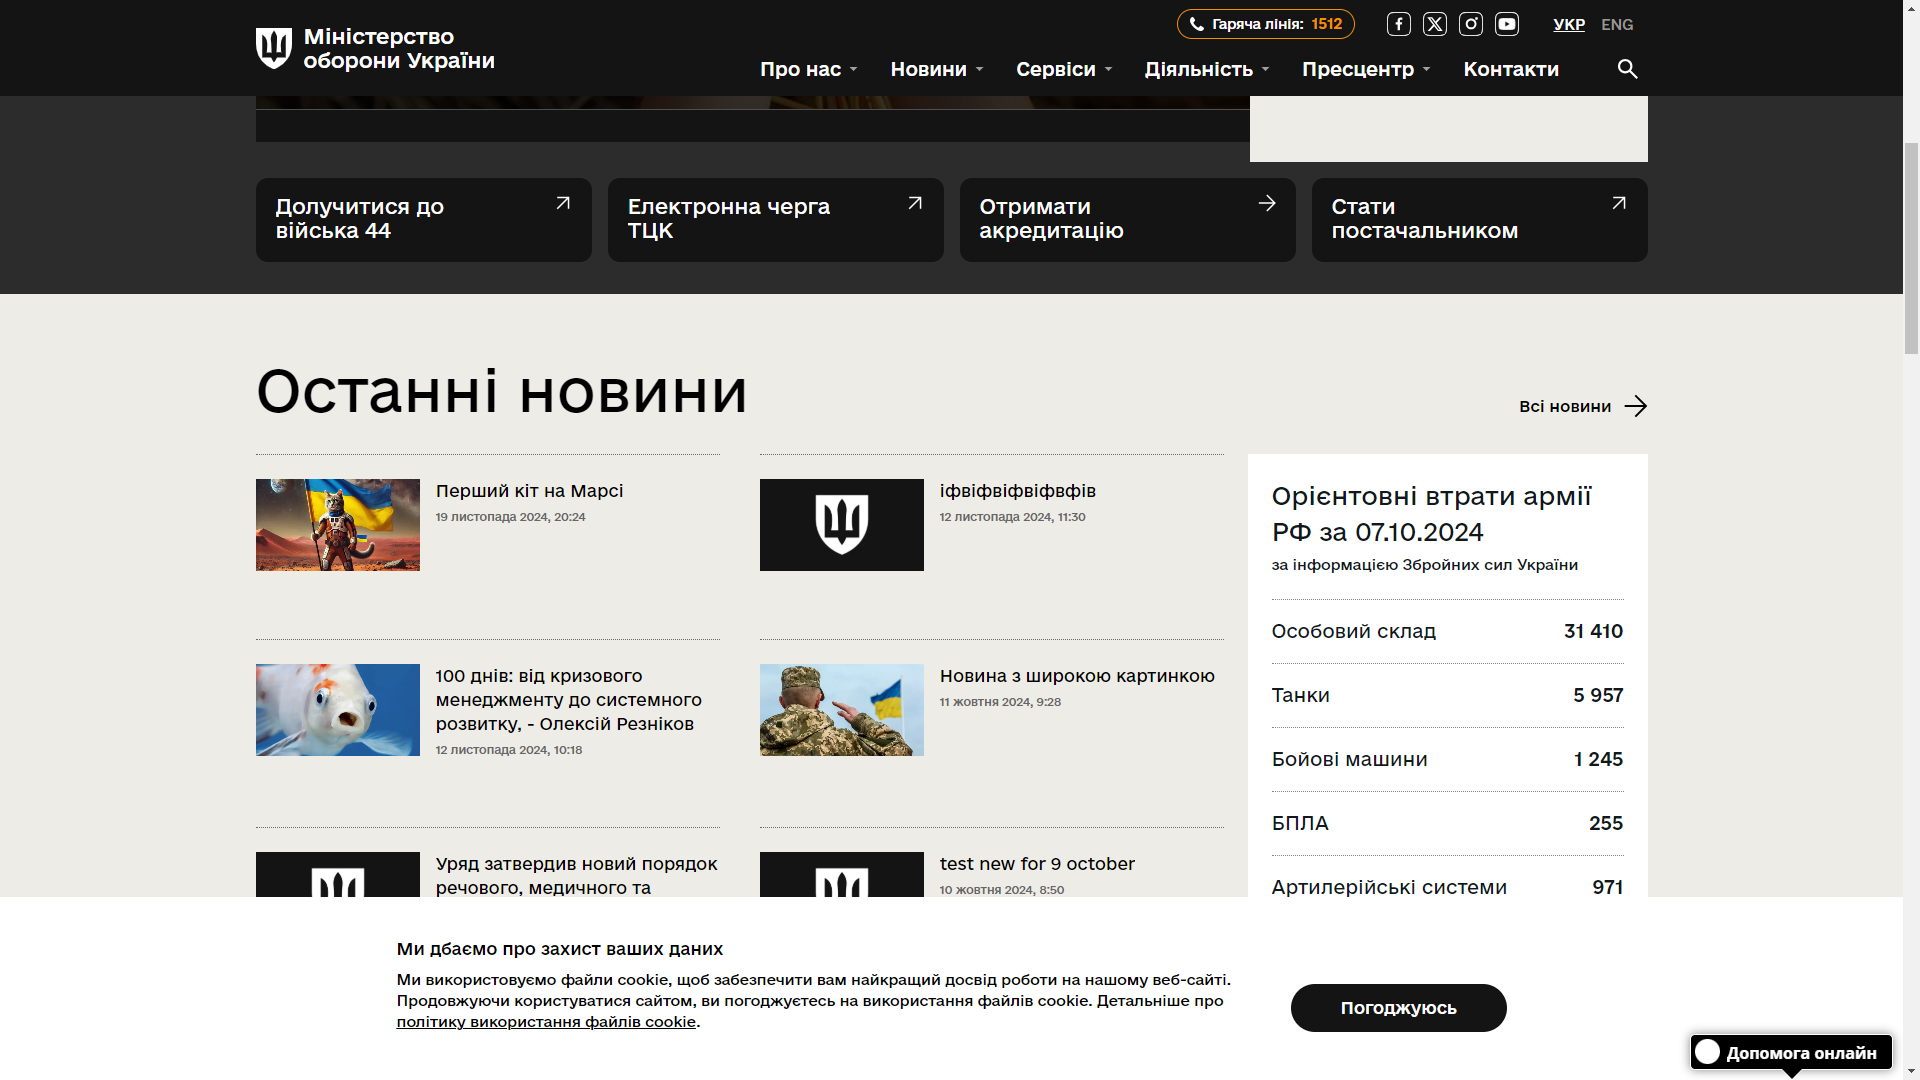 Міністерство
оборони України
Гаряча лінія: 1512
УКР ENG
Про нас Новини Сервіси Діяльність Пресцентр Контакти
Долучитися до
війська 44
Електронна черга
ТЦК
Отримати
акредитацію
Стати
постачальником
Останні новини
Всі новини
Перший кіт на Марсі
19 листопада 2024, 20:24
іфвіфвіфвіфвфів
12 листопада 2024, 11:30
100 днів: від кризового
менеджменту до системного
розвитку, - Олексій Резніков
12 листопада 2024, 10:18
Новина з широкою картинкою
11 жовтня 2024, 9:28
Уряд затвердив новий порядок
речового, медичного та
test new for 9 october
10 жовтня 2024, 8:50
Орієнтовні втрати армії
РФ за 07.10.2024
за інформацією Збройних сил України
Особовий склад 31 410
Танки 5 957
Бойові машини 1 245
БПЛА 255
Артилерійські системи 971
Ми дбаємо про захист ваших даних
Ми використовуємо файли cookie, щоб забезпечити вам найкращий досвід роботи на нашому веб-сайті.
Продовжуючи користуватися сайтом, ви погоджуєтесь на використання файлів cookie. Детальніше про
політику використання файлів cookie.
Погоджуюсь
Допомога онлайн